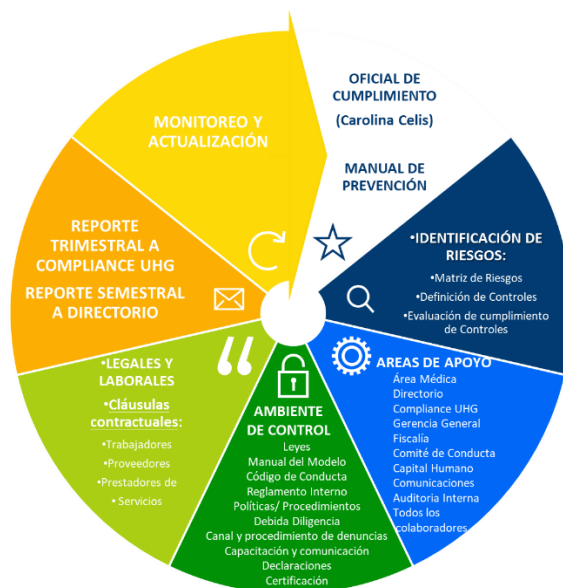 OFICIAL DE
CUMPLIMIENTO
(Carolina Celis)
MANUAL DE
PREVENCIÓN
•IDENTIFICACIÓN DE
RIESGOS:
•Matriz de Riesgos
•Definición de Controles
•Evaluación de cumplimiento
de Controles
AREAS DE APOYO
Área Médica
Directorio
Compliance UHG
Gerencia General
Fiscalía
Comité de Conducta
Capital Humano
Comunicaciones
Auditoria Interna
Todos los
colaboradores
AMBIENTE
DE CONTROL
Leyes
Manual del Modelo
Código de Conducta
Reglamento Interno
Políticas/ Procedimientos
Debida Diligencia
Canal y procedimiento de denuncias
Capacitación y comunicación
Declaraciones
Certificación
•LEGALES Y
LABORALES
•Cláusulas
contractuales:
•Trabajadores
•Proveedores
•Prestadores de
•Servicios
REPORTE
TRIMESTRAL A
COMPLIANCE UHG
REPORTE SEMESTRAL
A DIRECTORIO
MONITOREO Y
ACTUALIZACIÓN